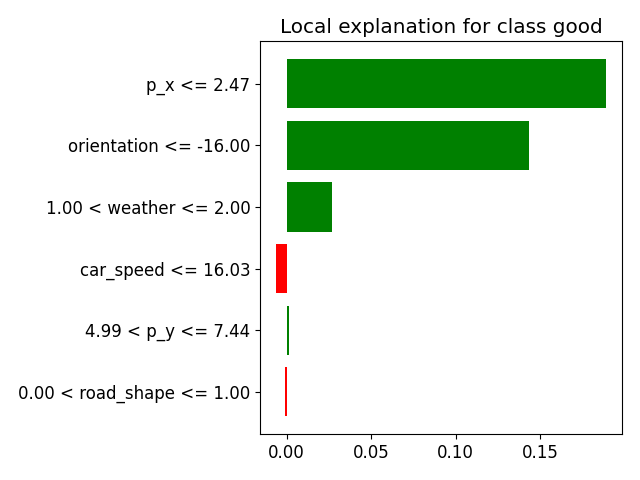 Local explanation for class good
p_x <= 2.47
orientation <= -16.00
1.00 < weather <= 2.00
car_speed <= 16.03
4.99 < p_y <= 7.44
0.00 < road_shape <= 1.00
0.00 0.05 0.10 0.15